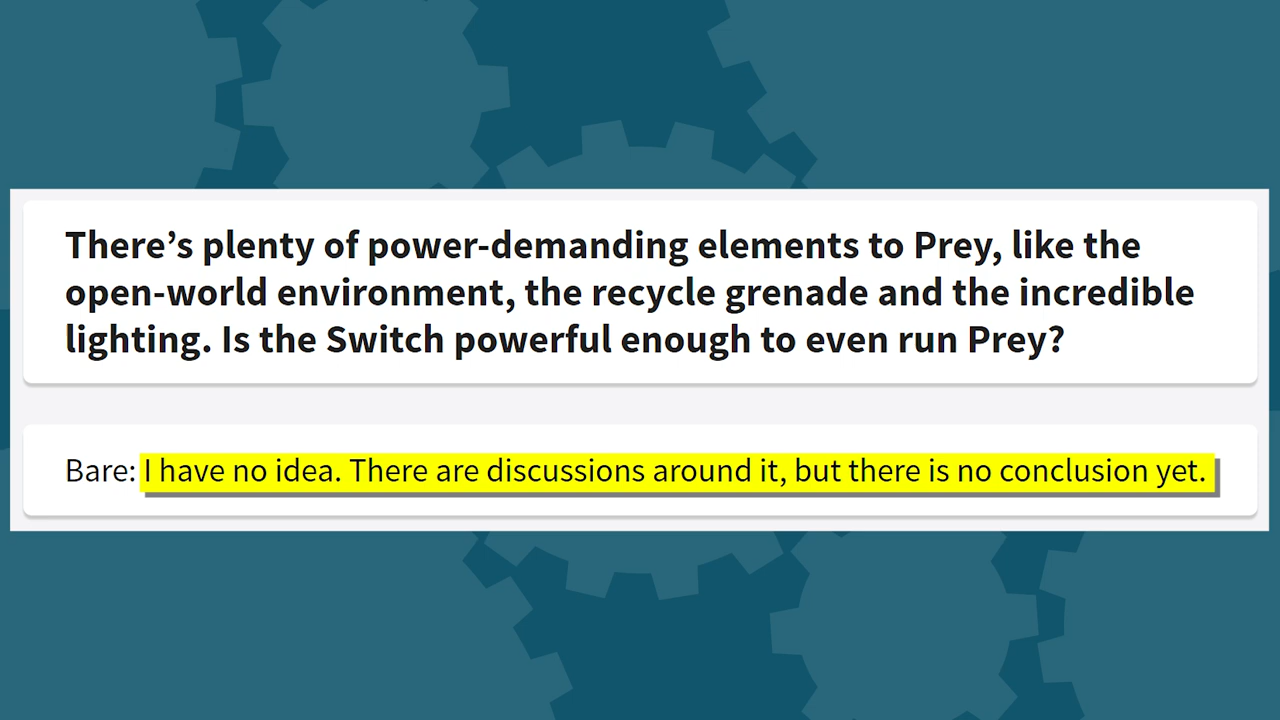 There’s plenty of power-demanding elements to Prey, like the
open-world environment, the recycle grenade and the incredible
lighting. Is the Switch powerful enough to even run Prey?
Bare: I have no idea. There are discussions around it, but there is no conclusion yet.